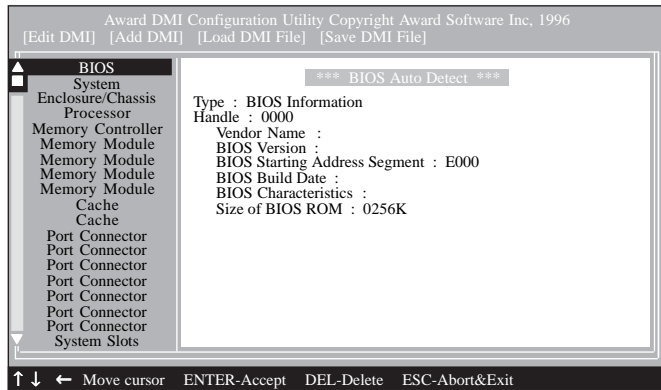 Award DMI Configuration Utility Copyright Award Software Inc, 1996
[Edit DMI] [Add DMI] [Load DMI File] [Save DMI File]
BIOS
System
Enclosure/Chassis
Processor
Memory Controller
Memory Module
Memory Module
Memory Module
Memory Module
Cache
Cache
Port Connector
Port Connector
Port Connector
Port Connector
Port Connector
Port Connector
Port Connector
System Slots
*** BIOS Auto Detect ***
Type : BIOS Information
Handle : 0000
Vendor Name :
BIOS Version :
BIOS Starting Address Segment : E000
BIOS Build Date :
BIOS Characteristics :
Size of BIOS ROM : 0256K
↑↓ ← Move cursor ENTER-Accept DEL-Delete ESC-Abort&Exit